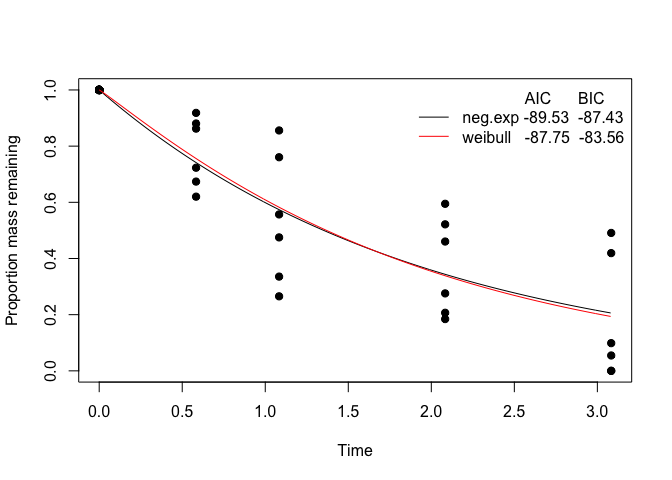 AIC BIC
neg.exp -89.53 -87.43
weibull -87.75 -83.56
Proportion mass remaining
1.0
0.8
0.6
0.4
0.2
0.0
0.0 0.5 1.0 1.5 2.0 2.5 3.0
Time